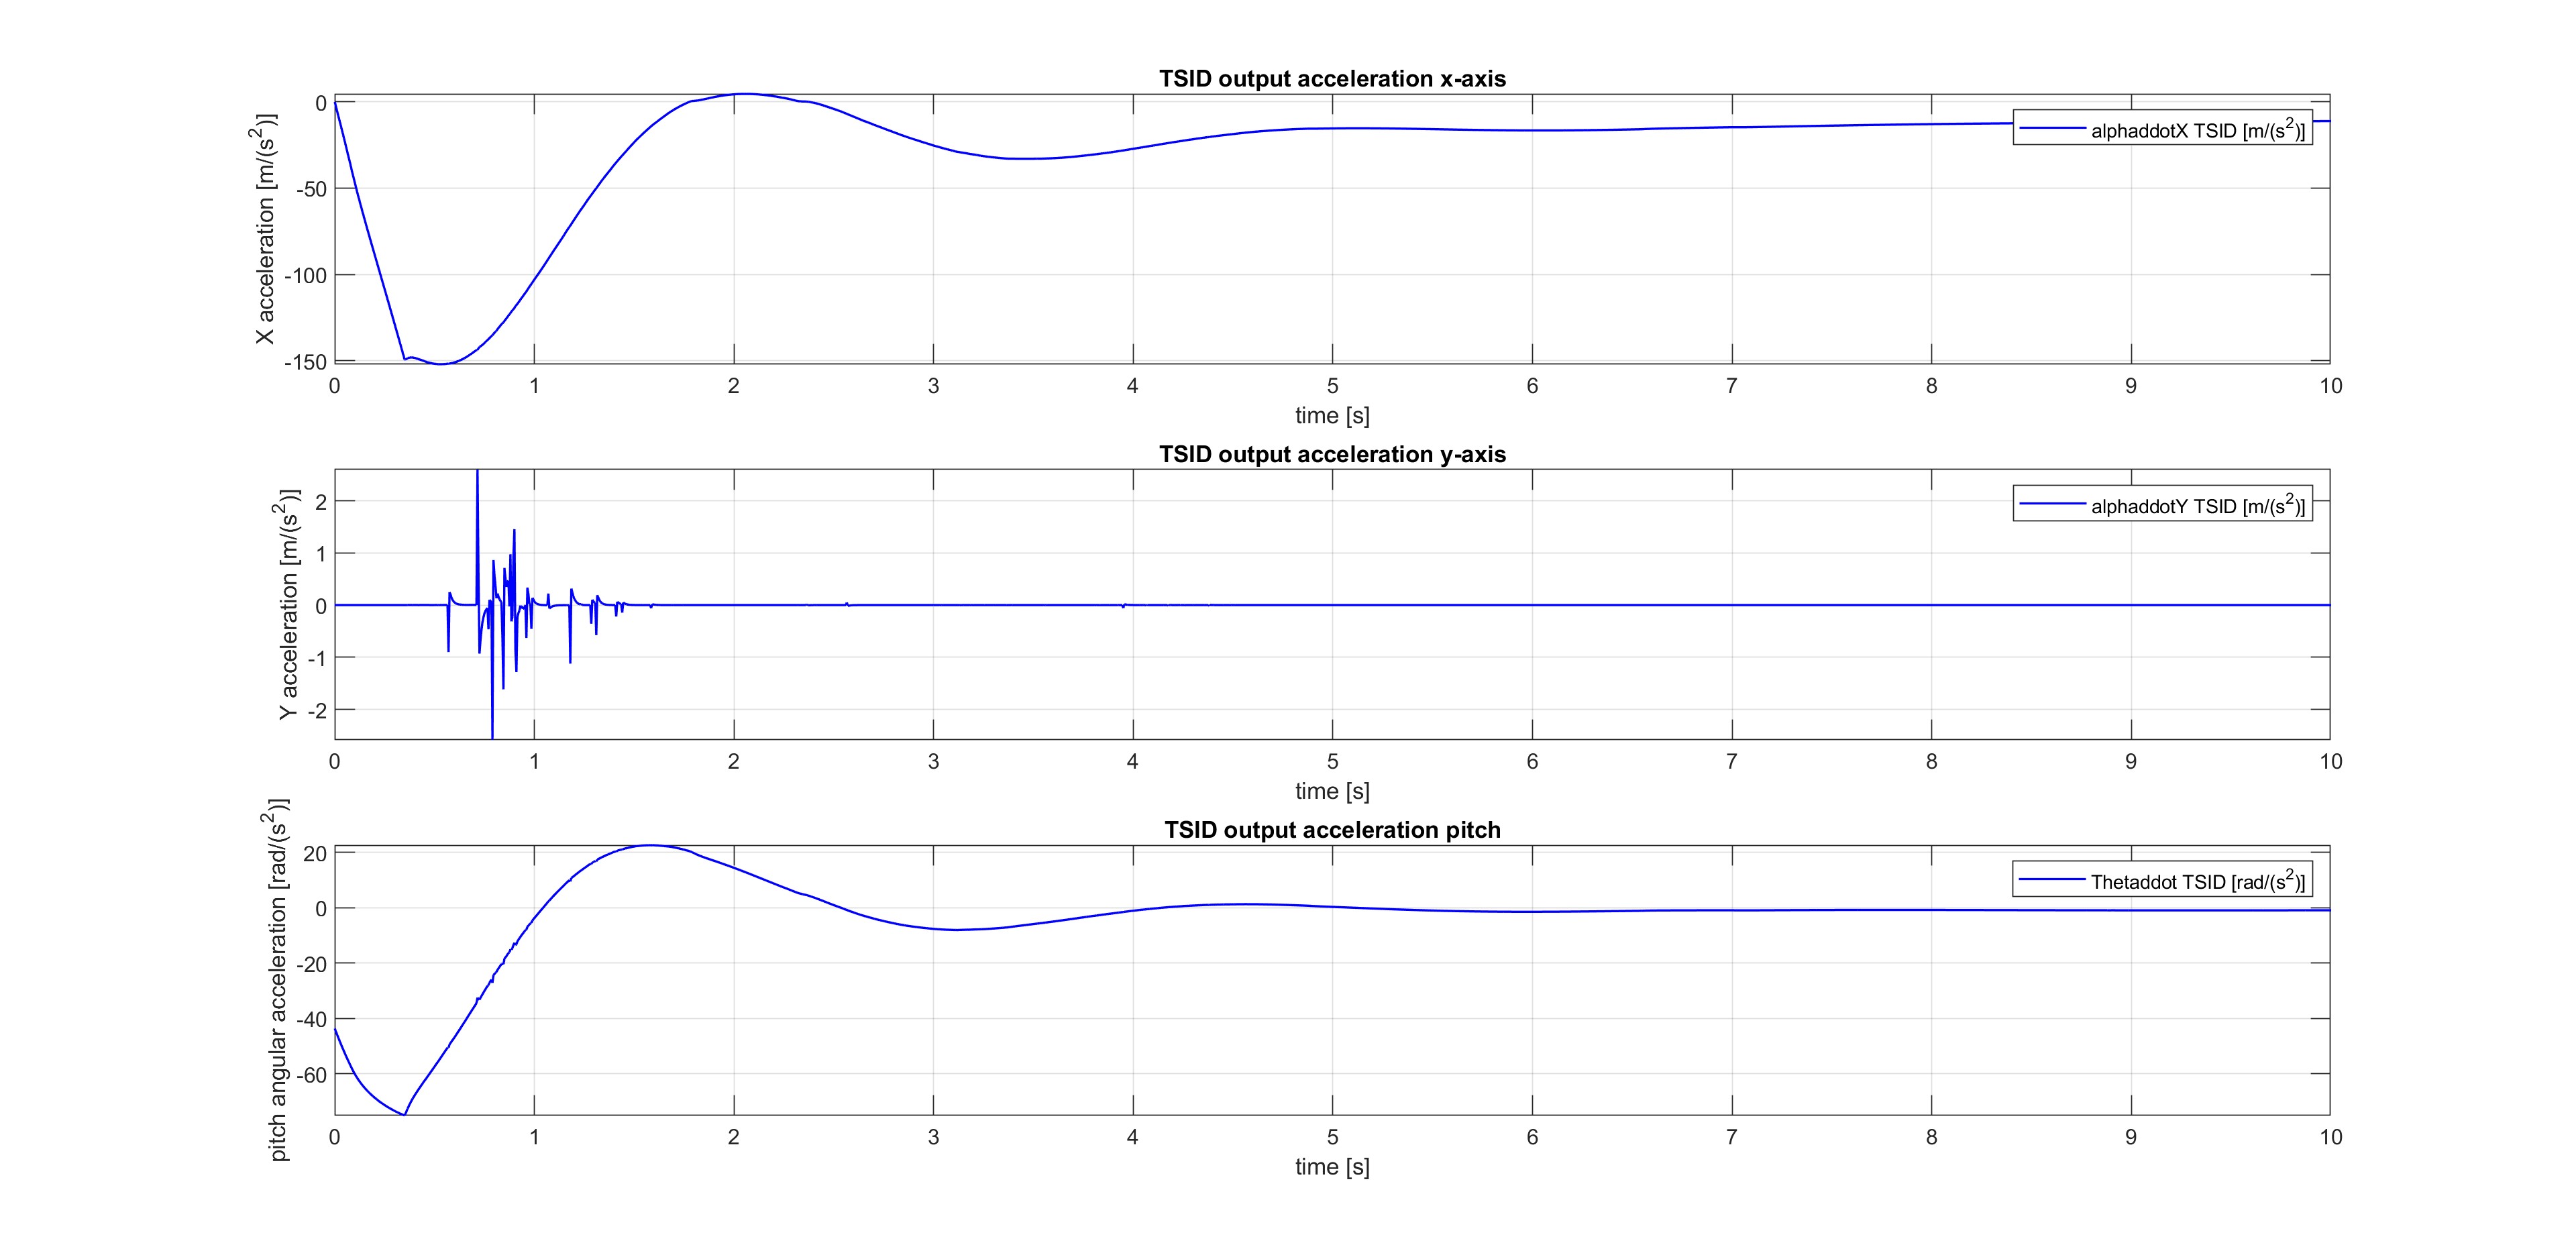 TSID output acceleration x-axis
X acceleration [m/(s²)]
0
-50
-100
-150
alphaddotX TSID [m/(s²)]
0 1 2 3 4 5 6 7 8 9 10
time [s]
TSID output acceleration y-axis
Y acceleration [m/(s²)]
2
1
0
-1
-2
alphaddotY TSID [m/(s²)]
0 1 2 3 4 5 6 7 8 9 10
time [s]
TSID output acceleration pitch
pitch angular acceleration [rad/(s²)]
20
0
-20
-40
-60
Thetaddot TSID [rad/(s²)]
0 1 2 3 4 5 6 7 8 9 10
time [s]